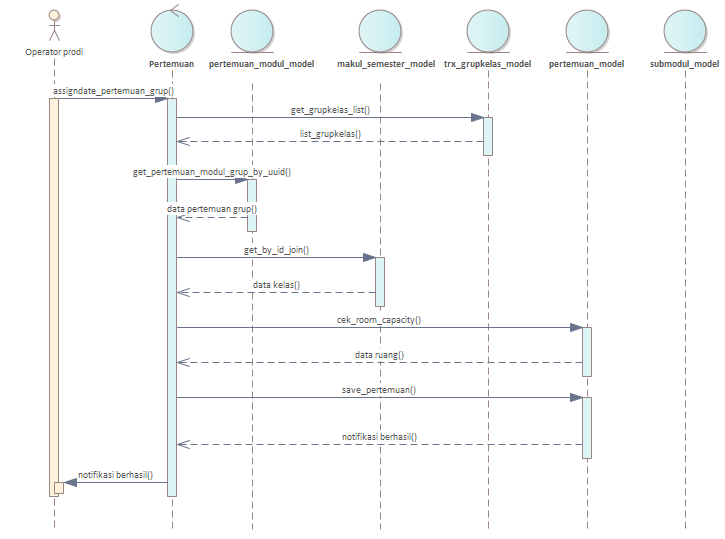 Operator prodi
Pertemuan
pertemuan_modul_model
makul_semester_model
trx_grupkelas_model
pertemuan_model
submodul_model
assigndate_pertemuan_grup()
get_grupkelas_list()
list_grupkelas()
get_pertemuan_modul_grup_by_uuid()
data pertemuan grup()
get_by_id_join()
data kelas()
cek_room_capacity()
data ruang()
save_pertemuan()
notifikasi berhasil()
notifikasi berhasil()